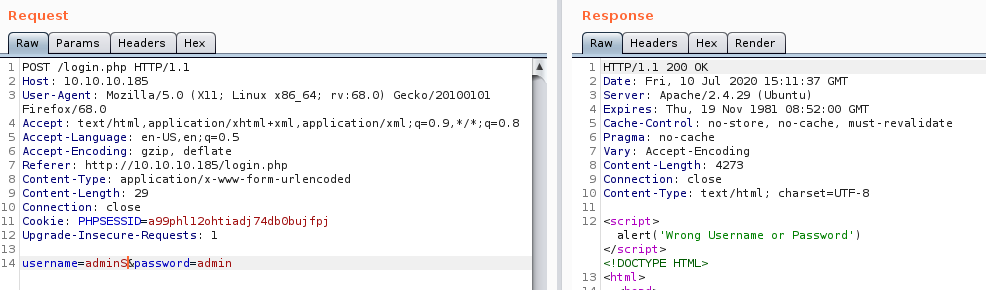 Request
Raw Params Headers Hex
1 POST /login.php HTTP/1.1
2 Host: 10.10.10.185
3 User-Agent: Mozilla/5.0 (X11; Linux x86_64; rv:68.0) Gecko/20100101
Firefox/68.0
4 Accept: text/html,application/xhtml+xml,application/xml;q=0.9,*/*;q=0.8
5 Accept-Language: en-US,en;q=0.5
6 Accept-Encoding: gzip, deflate
7 Referer: http://10.10.10.185/login.php
8 Content-Type: application/x-www-form-urlencoded
9 Content-Length: 29
10 Connection: close
11 Cookie: PHPSESSID=a99phl12ohtiadj74db0bujfpj
12 Upgrade-Insecure-Requests: 1
13
14 username=adminS&password=admin
Response
Raw Headers Hex Render
1 HTTP/1.1 200 OK
2 Date: Fri, 10 Jul 2020 15:11:37 GMT
3 Server: Apache/2.4.29 (Ubuntu)
4 Expires: Thu, 19 Nov 1981 08:52:00 GMT
5 Cache-Control: no-store, no-cache, must-revalidate
6 Pragma: no-cache
7 Vary: Accept-Encoding
8 Content-Length: 4273
9 Connection: close
10 Content-Type: text/html; charset=UTF-8
11
12 <script>
alert('Wrong Username or Password')
</script>
<!DOCTYPE HTML>
13 <html>